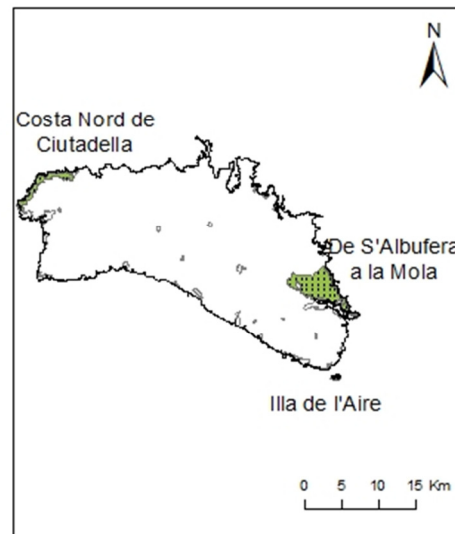 N
Costa Nord de
Ciutadella
De S'Albufera
a la Mola
Illa de l'Aire
0 5 10 15 Km